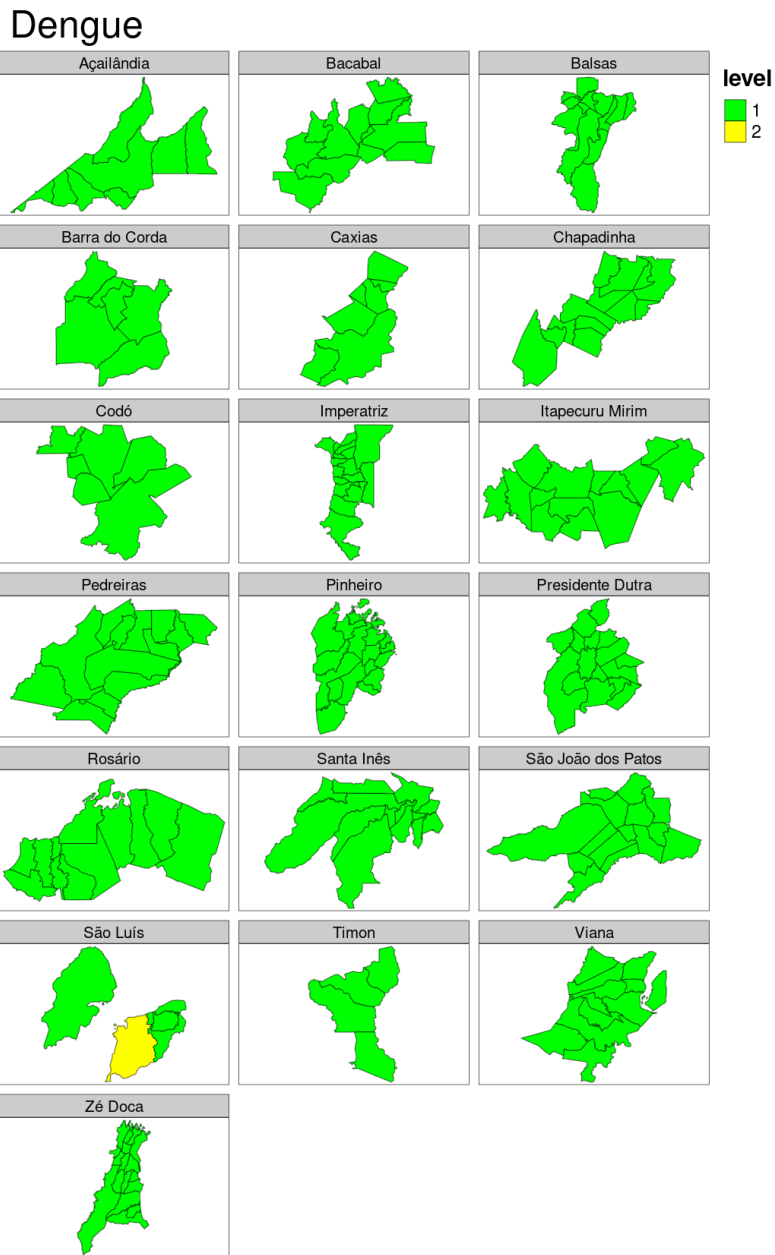 Dengue
Açailândia
Bacabal
Balsas
level
1
2
Barra do Corda
Caxias
Chapadinha
Codó
Imperatriz
Itapecuru Mirim
Pedreiras
Pinheiro
Presidente Dutra
Rosário
Santa Inês
São João dos Patos
São Luís
Timon
Viana
Zé Doca